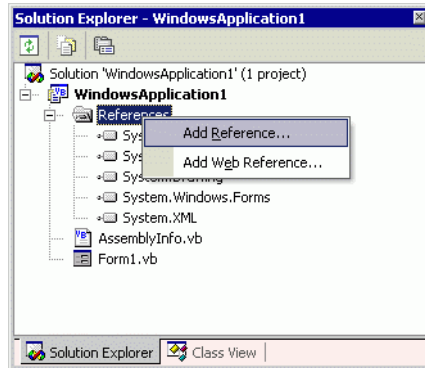 Solution Explorer - WindowsApplication1
Solution 'WindowsApplication1' (1 project)
WindowsApplication1
References
Add Reference...
Add Web Reference...
System.Windows.Forms
System.XML
AssemblyInfo.vb
Form1.vb
Solution Explorer
Class View